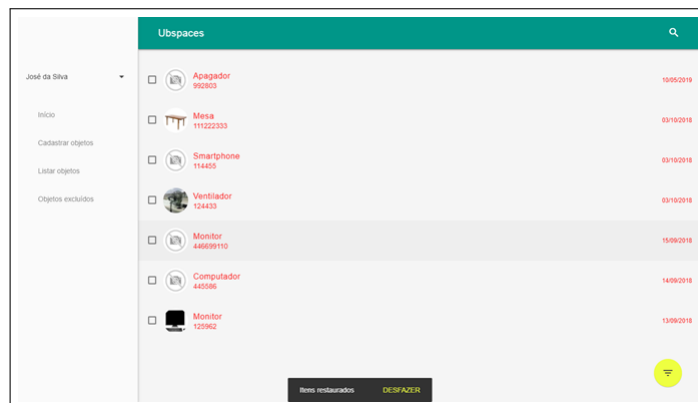 Ubspaces
José da Silva
Início
Cadastrar objetos
Listar objetos
Objetos excluídos
Apagador
992803
10/05/2019
Mesa
111222333
03/10/2018
Smartphone
114455
03/10/2018
Ventilador
124433
03/10/2018
Monitor
446699110
15/09/2018
Computador
445586
14/09/2018
Monitor
125962
13/09/2018
Itens restaurados DESFAZER